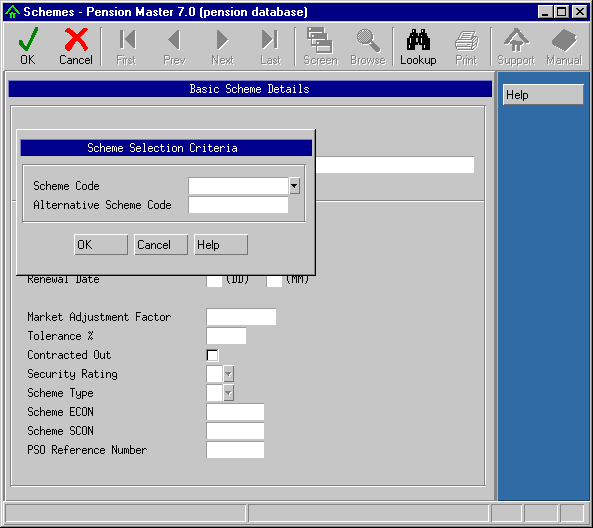 Schemes - Pension Master 7.0 (pension database)
OK Cancel First Prev Next Last Screen Browse Lookup Print Support Manual
Basic Scheme Details
Help
Scheme Selection Criteria
Scheme Code
Alternative Scheme Code
OK Cancel Help
Renewal Date (DD) (MM)
Market Adjustment Factor
Tolerance %
Contracted Out
Security Rating
Scheme Type
Scheme ECON
Scheme SCON
PSO Reference Number